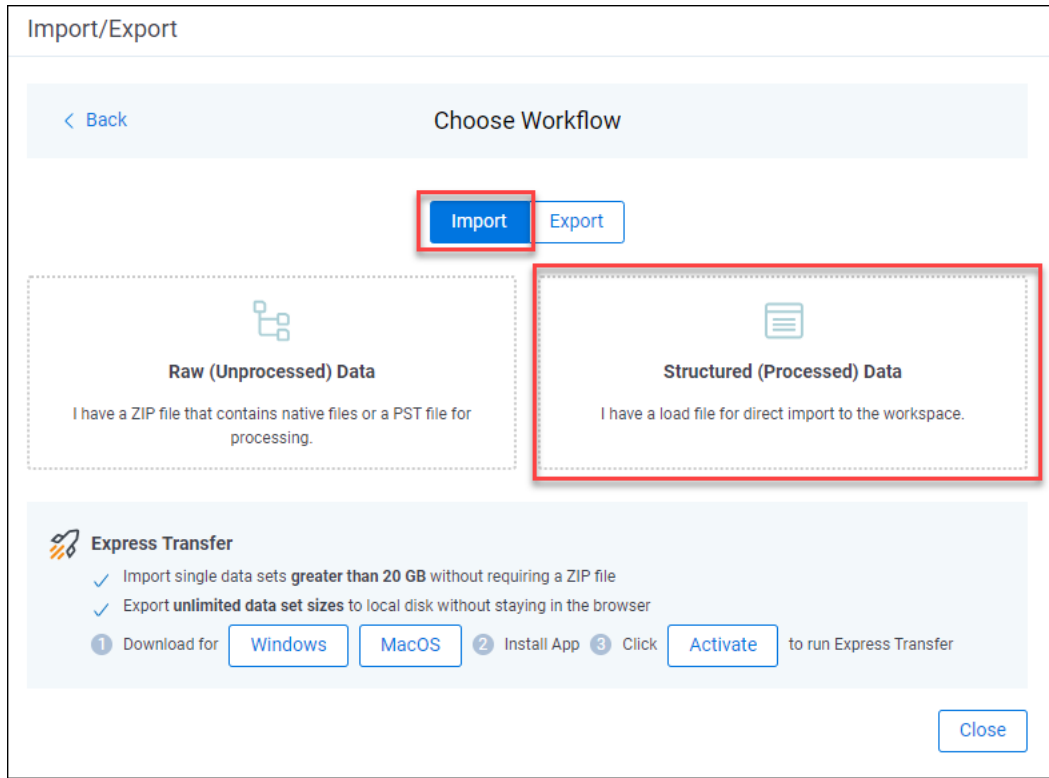 Import/Export
Back
Choose Workflow
Import Export
Raw (Unprocessed) Data
I have a ZIP file that contains native files or a PST file for
processing.
Structured (Processed) Data
I have a load file for direct import to the workspace.
Express Transfer
Import single data sets greater than 20 GB without requiring a ZIP file
Export unlimited data set sizes to local disk without staying in the browser
1 Download for Windows MacOS 2 Install App 3 Click Activate to run Express Transfer
Close